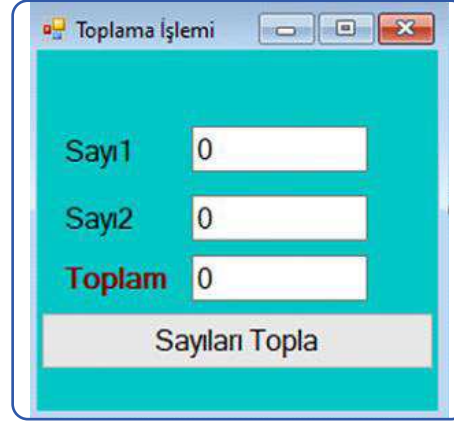 Toplama İşlemi
Sayı1 0
Sayı2 0
Toplam 0
Sayıları Topla